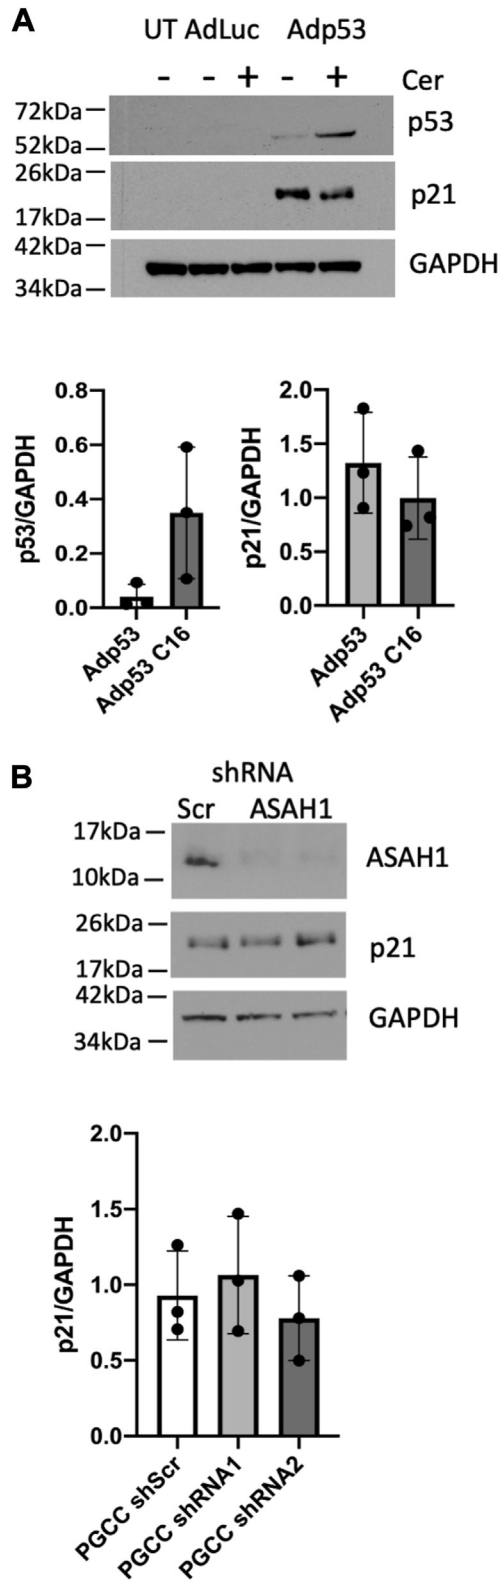 A
UT AdLuc Adp53
- - + - + Cer
72kDa
52kDa
p53
26kDa
17kDa
p21
42kDa
34kDa
GAPDH
p53/GAPDH
0.8
0.6
0.4
0.2
0.0
Adp53
Adp53 C16
p21/GAPDH
2.0
1.5
1.0
0.5
0.0
Adp53
Adp53 C16
B
shRNA
Scr ASAH1
17kDa
10kDa
ASAH1
26kDa
17kDa
p21
42kDa
34kDa
GAPDH
p21/GAPDH
2.0
1.5
1.0
0.5
0.0
PGCC shScr
PGCC shRNA1
PGCC shRNA2